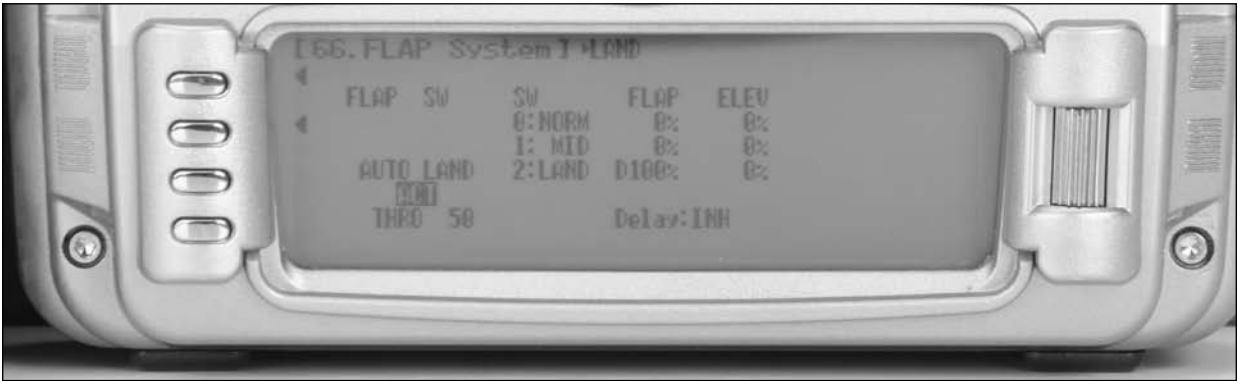 [66.FLAP System] LAND
FLAP SW SW FLAP ELEV
0:NORM 0% 0%
1: MID 0% 0%
AUTO LAND 2:LAND D100% 0%
ACT
THRO 50 Delay:INH